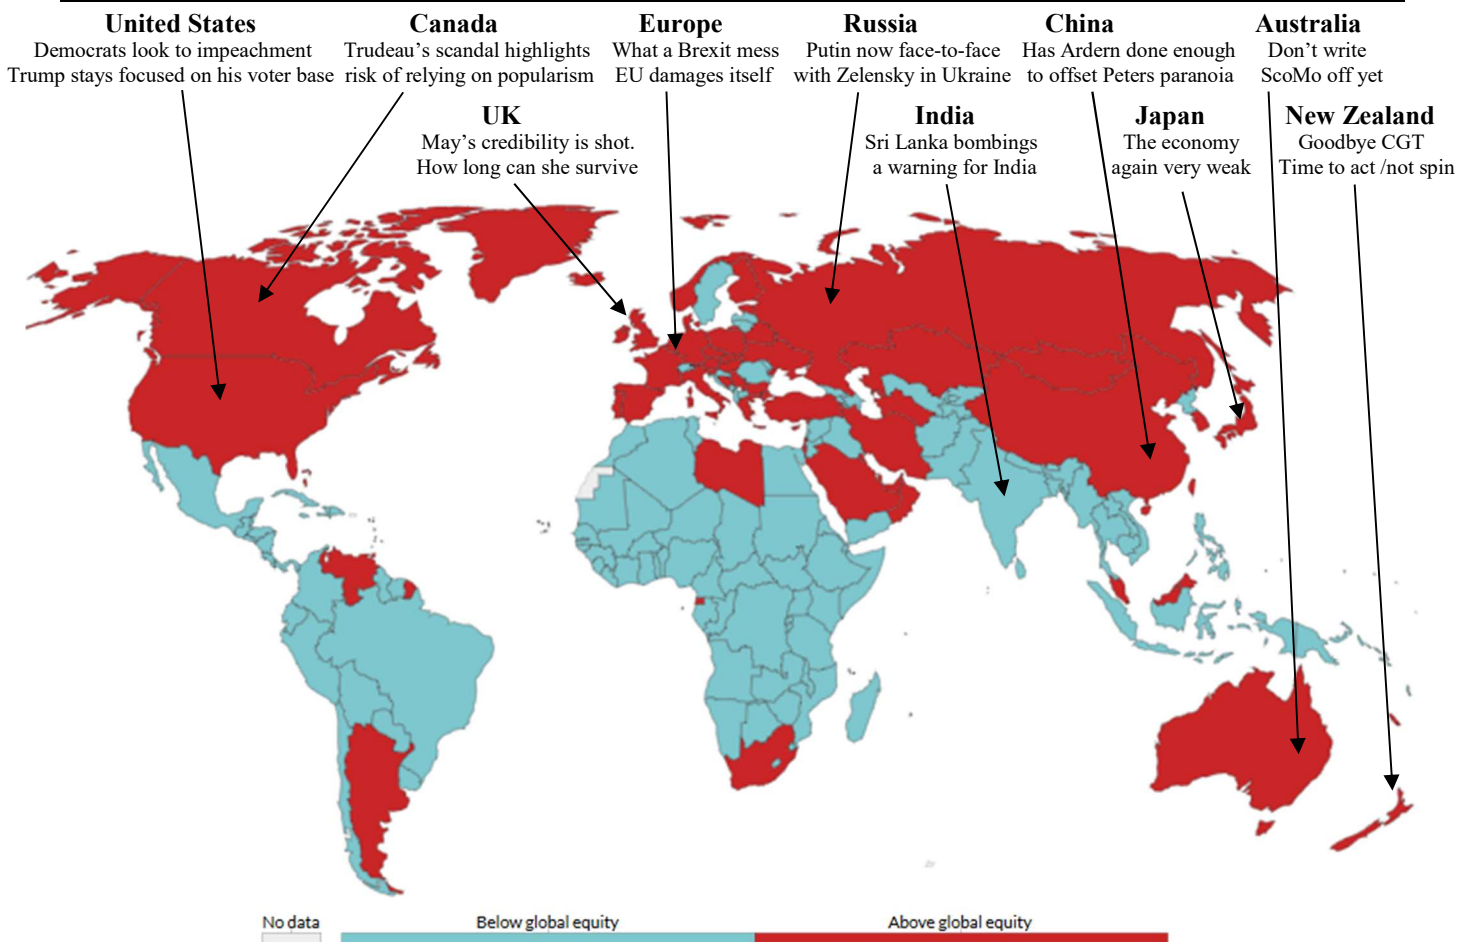 United States
Democrats look to impeachment
Trump stays focused on his voter base
Canada
Trudeau’s scandal highlights
risk of relying on popularism
Europe
What a Brexit mess
EU damages itself
Russia
Putin now face-to-face
with Zelensky in Ukraine
China
Has Ardern done enough
to offset Peters paranoia
Australia
Don’t write
ScoMo off yet
UK
May’s credibility is shot.
How long can she survive
India
Sri Lanka bombings
a warning for India
Japan
The economy
again very weak
New Zealand
Goodbye CGT
Time to act /not spin
No data
Below global equity
Above global equity